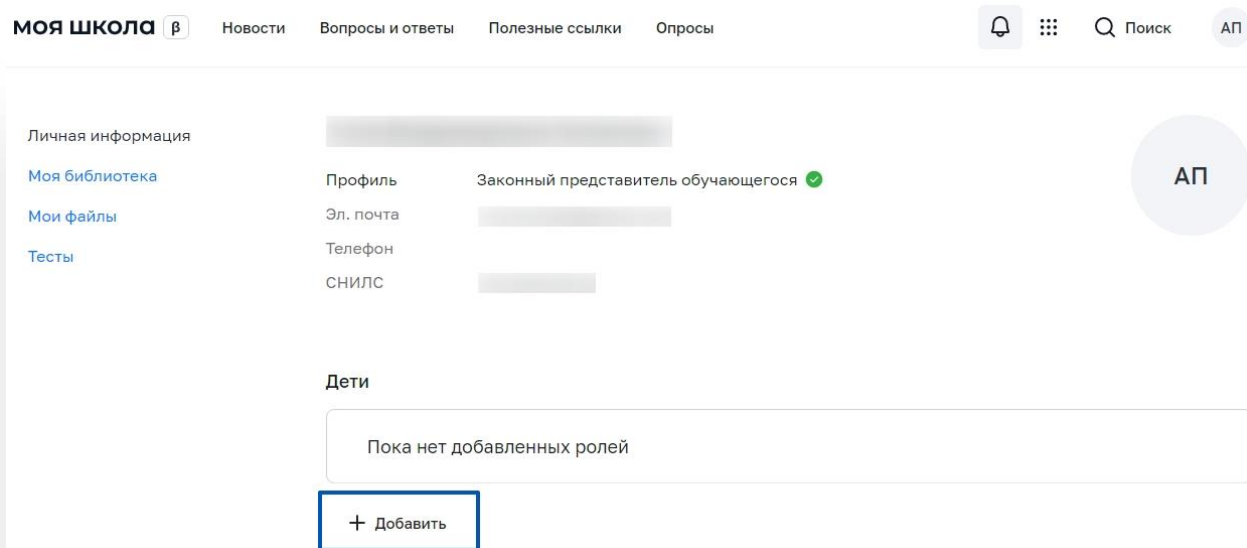 моя школа β Новости Вопросы и ответы Полезные ссылки Опросы Поиск АП
Личная информация
Моя библиотека
Мои файлы
Тесты
Профиль Законный представитель обучающегося
Эл. почта
Телефон
СНИЛС
АП
Дети
Пока нет добавленных ролей
+ Добавить